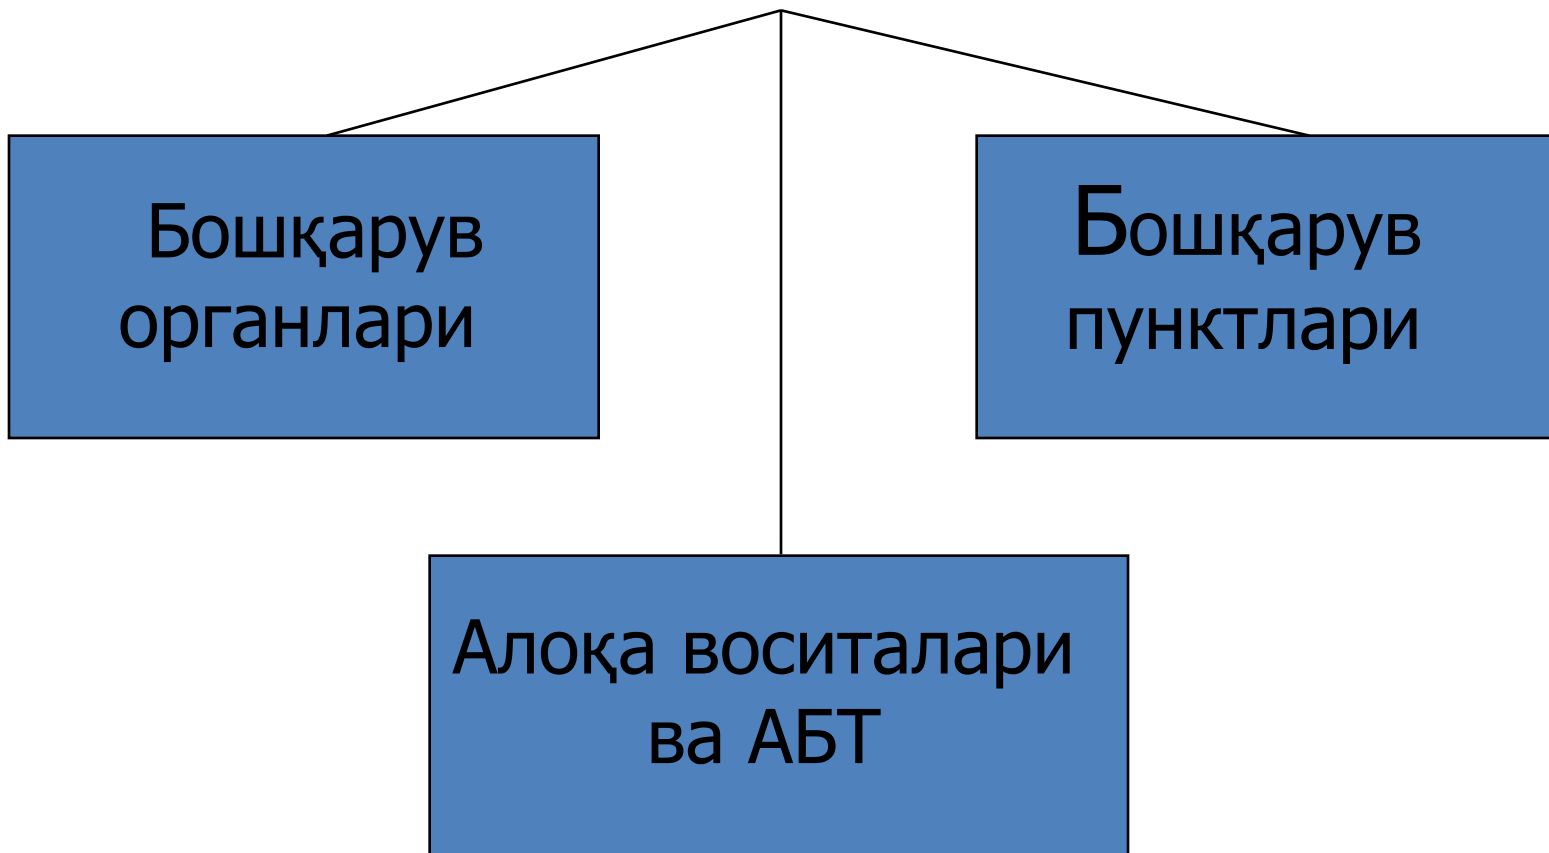 Бошқарув
органлари
Бошқарув
пунктлари
Алоқа воситалари
ва АБТ